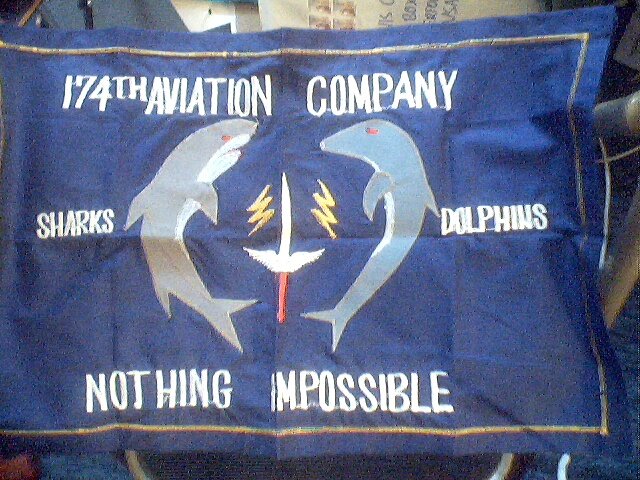 174TH AVIATION COMPANY
SHARKS DOLPHINS
NOTHING IMPOSSIBLE